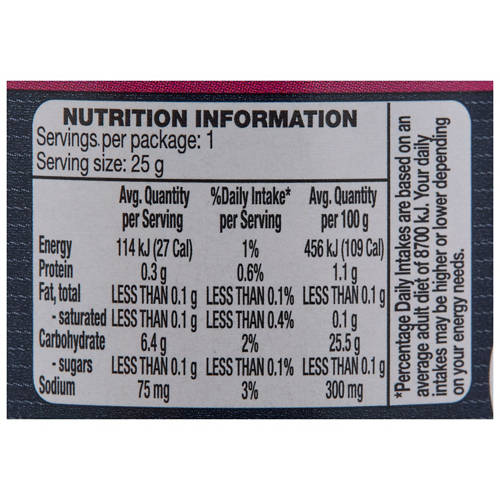 NUTRITION INFORMATION
Servings per package: 1
Serving size: 25 g
Avg. Quantity per Serving %Daily Intake* per Serving Avg. Quantity per 100 g
Energy 114 kJ (27 Cal) 1% 456 kJ (109 Cal)
Protein 0.3 g 0.6% 1.1 g
Fat, total LESS THAN 0.1 g LESS THAN 0.1% LESS THAN 0.1 g
- saturated LESS THAN 0.1 g LESS THAN 0.4% 0.1 g
Carbohydrate 6.4 g 2% 25.5 g
- sugars LESS THAN 0.1 g LESS THAN 0.1% LESS THAN 0.1 g
Sodium 75 mg 3% 300 mg
*Percentage Daily Intakes are based on an
average adult diet of 8700 kJ. Your daily
intakes may be higher or lower depending
on your energy needs.